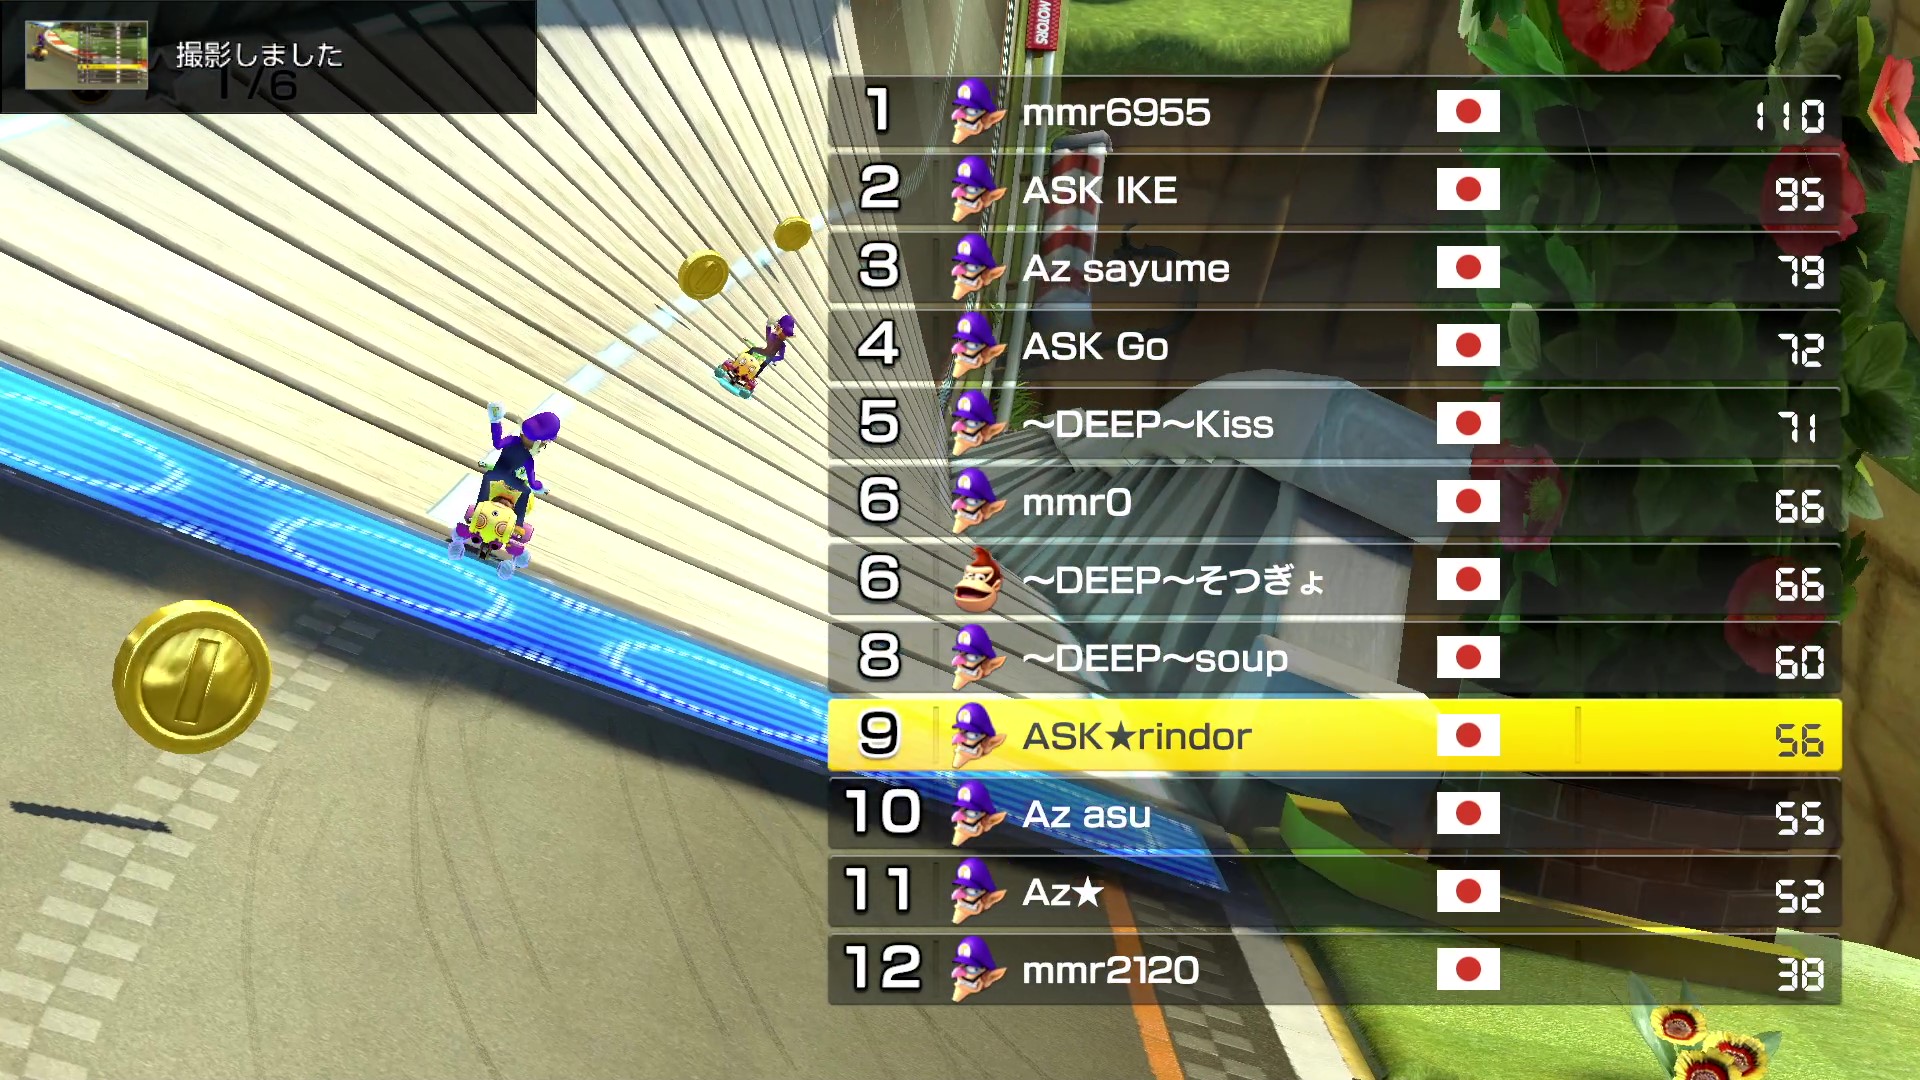 撮影しました
1/6
MOTORS
1 mmr6955 110
2 ASK IKE 95
3 Az sayume 79
4 ASK Go 72
5 ～DEEP～Kiss 71
6 mmr0 66
6 ～DEEP～そつぎょ 66
8 ～DEEP～soup 60
9 ASK★rindor 56
10 Az asu 55
11 Az★ 52
12 mmr2120 38